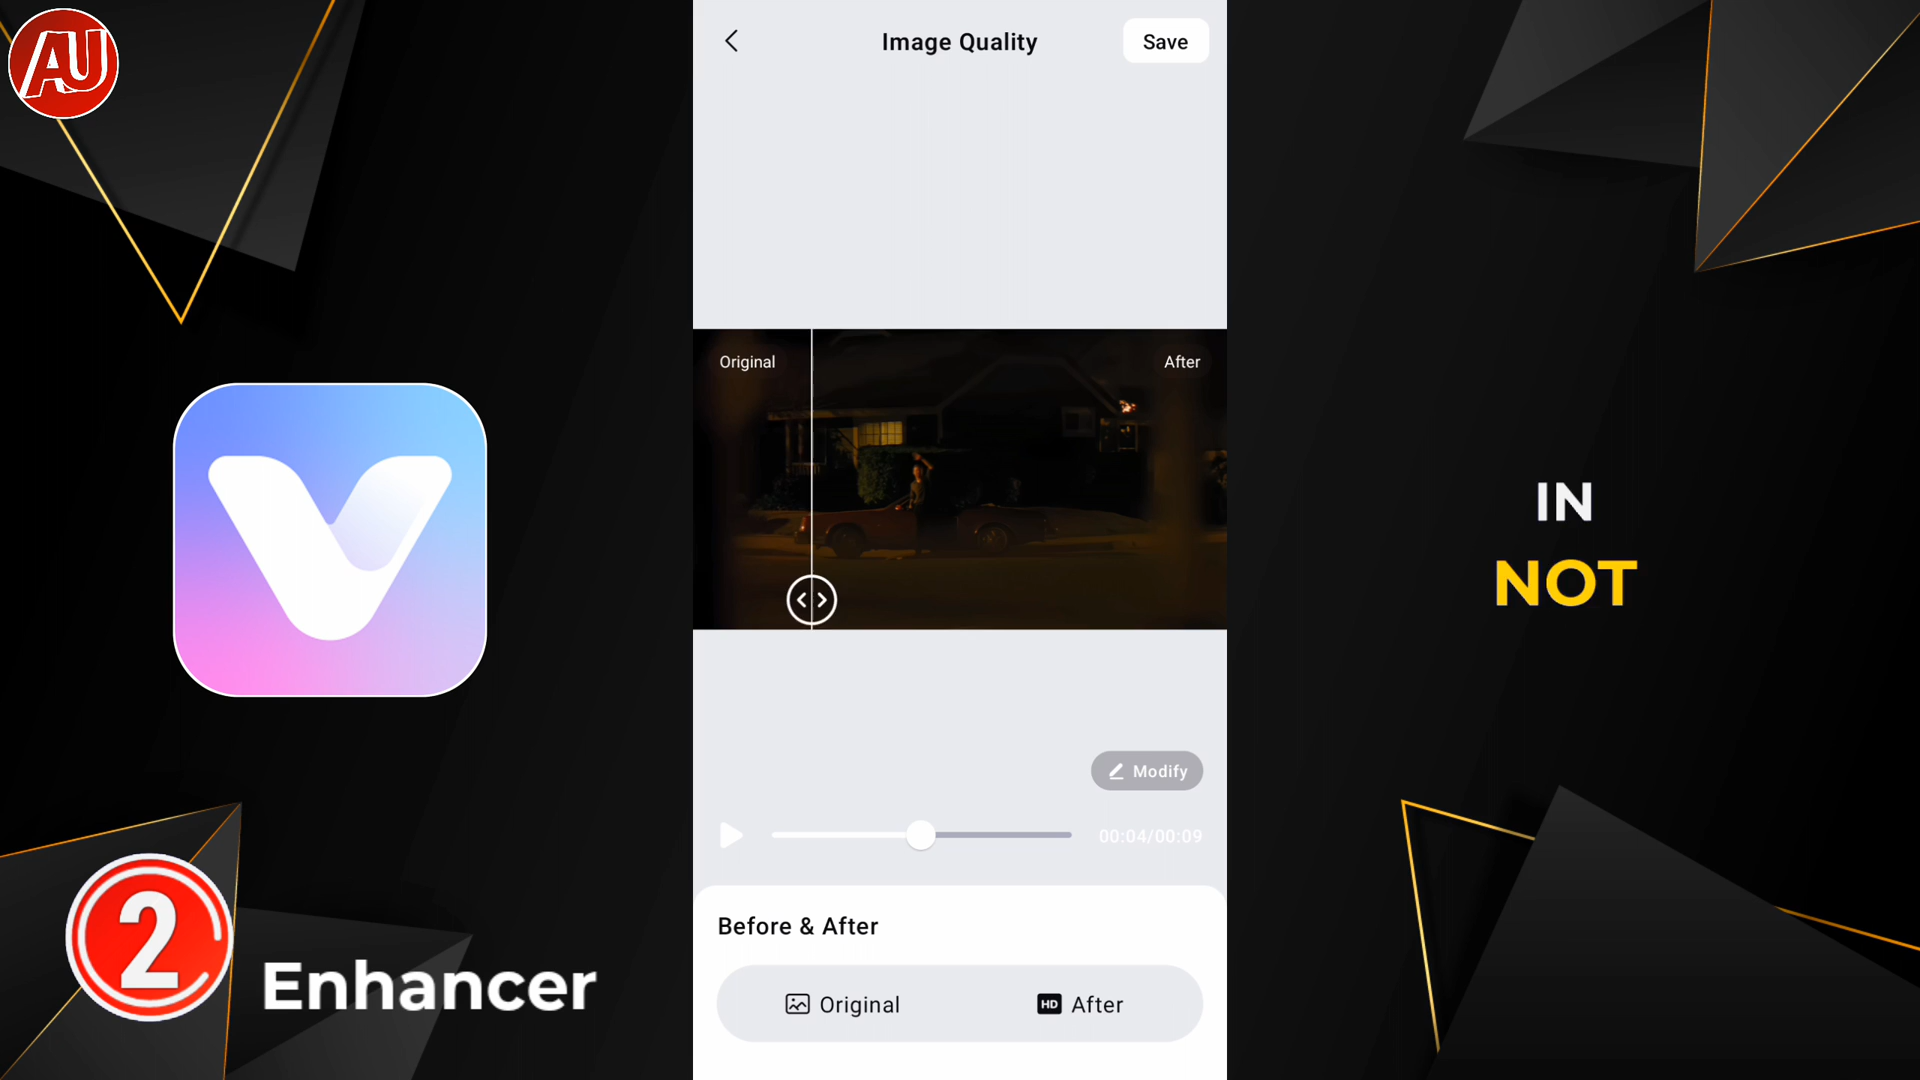 AU
Image Quality
Save
Original
After
IN
NOT
Modify
00:04/00:09
Before & After
2
Enhancer
Original
HD After